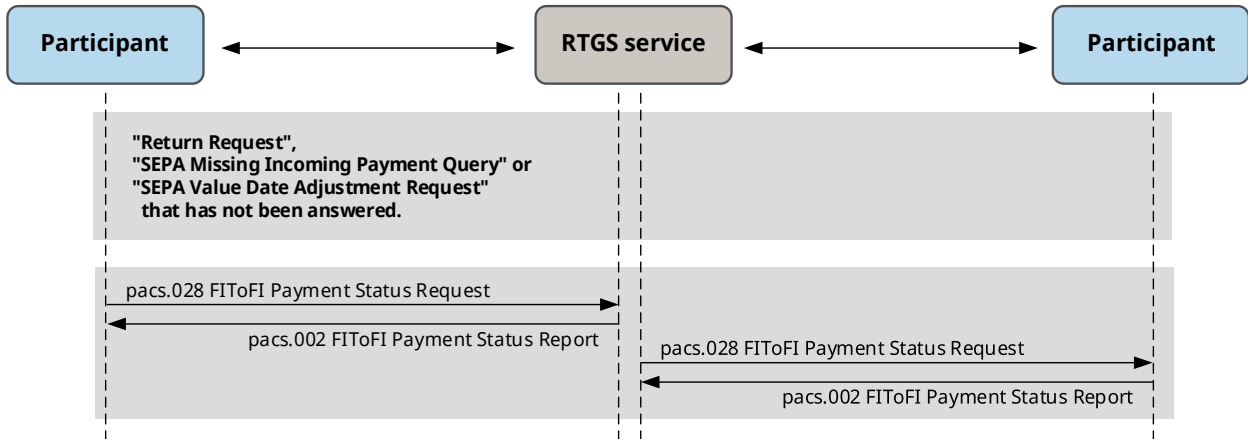 Participant
RTGS service
Participant
"Return Request",
"SEPA Missing Incoming Payment Query" or
"SEPA Value Date Adjustment Request"
that has not been answered.
pacs.028 FIToFI Payment Status Request
pacs.002 FIToFI Payment Status Report
pacs.028 FIToFI Payment Status Request
pacs.002 FIToFI Payment Status Report